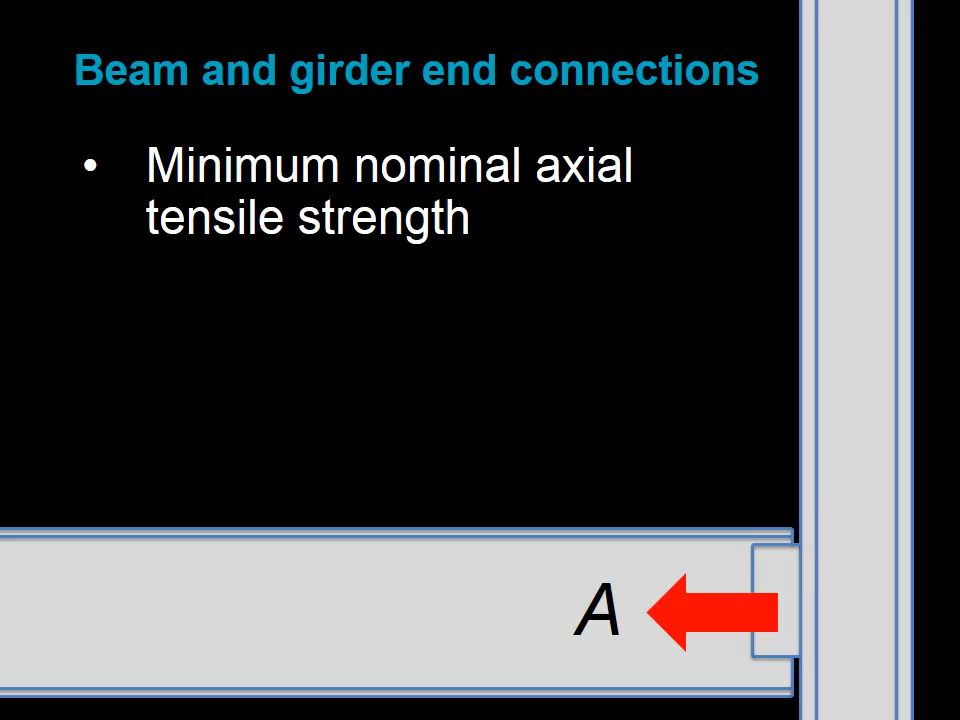 Beam and girder end connections
• Minimum nominal axial
tensile strength
A